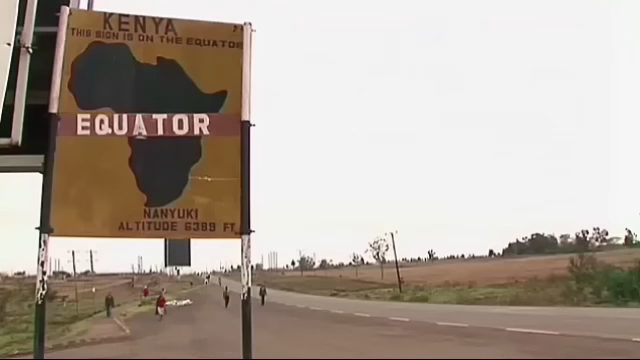 KENYA
THIS SIGN IS ON THE EQUATOR
EQUATOR
NANYUKI
ALTITUDE 6389 FT